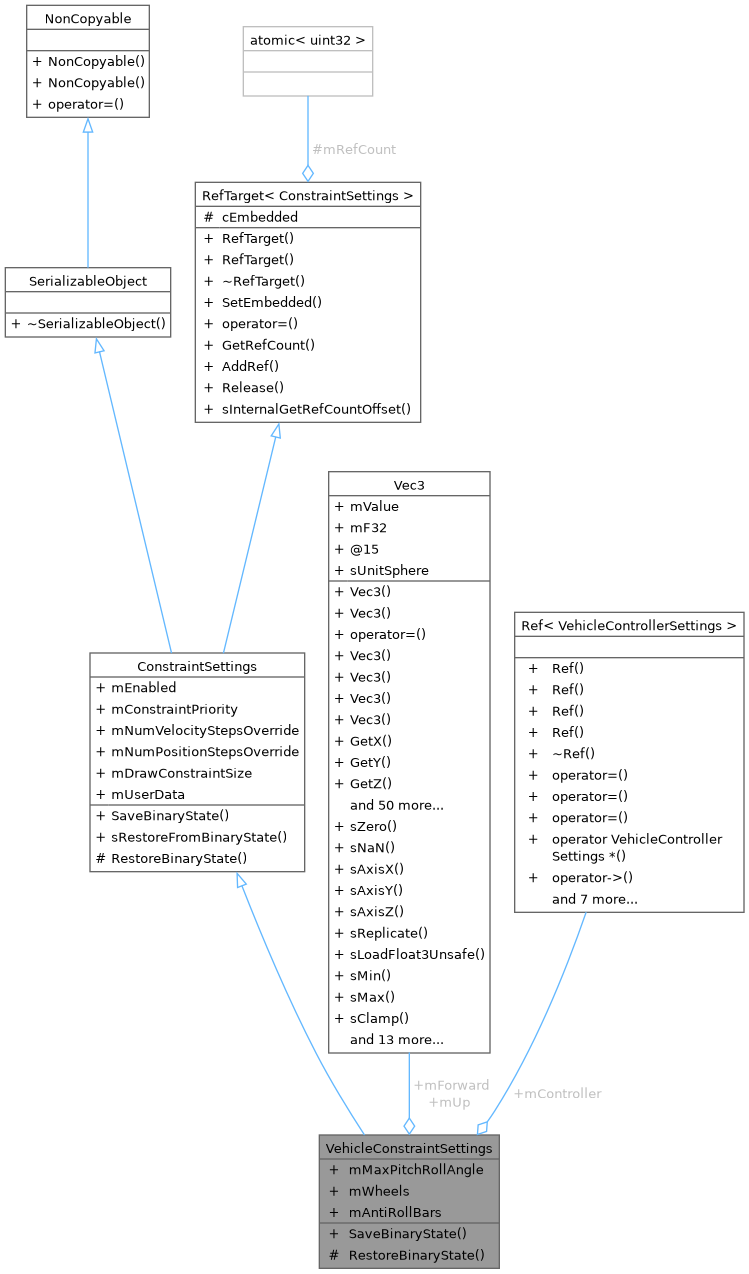 NonCopyable
+ NonCopyable()
+ NonCopyable()
+ operator=()
atomic< uint32 >
#mRefCount
RefTarget< ConstraintSettings >
# cEmbedded
+ RefTarget()
+ RefTarget()
+ ~RefTarget()
+ SetEmbedded()
+ operator=()
+ GetRefCount()
+ AddRef()
+ Release()
+ sInternalGetRefCountOffset()
SerializableObject
+ ~SerializableObject()
Vec3
+ mValue
+ mF32
+ @15
+ sUnitSphere
+ Vec3()
+ Vec3()
+ operator=()
+ Vec3()
+ Vec3()
+ Vec3()
+ Vec3()
+ GetX()
+ GetY()
+ GetZ()
and 50 more...
+ sZero()
+ sNaN()
+ sAxisX()
+ sAxisY()
+ sAxisZ()
+ sReplicate()
+ sLoadFloat3Unsafe()
+ sMin()
+ sMax()
+ sClamp()
and 13 more...
Ref< VehicleControllerSettings >
+ Ref()
+ Ref()
+ Ref()
+ Ref()
+ ~Ref()
+ operator=()
+ operator=()
+ operator=()
+ operator VehicleController
Settings *()
+ operator->()
and 7 more...
ConstraintSettings
+ mEnabled
+ mConstraintPriority
+ mNumVelocityStepsOverride
+ mNumPositionStepsOverride
+ mDrawConstraintSize
+ mUserData
+ SaveBinaryState()
+ sRestoreFromBinaryState()
# RestoreBinaryState()
+mForward
+mUp
+mController
VehicleConstraintSettings
+ mMaxPitchRollAngle
+ mWheels
+ mAntiRollBars
+ SaveBinaryState()
# RestoreBinaryState()